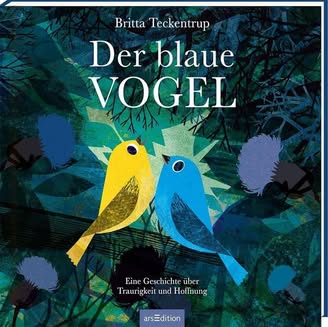 Britta Teckentrup
Der blaue
VOGEL
Eine Geschichte über
Traurigkeit und Hoffnung
arsEdition